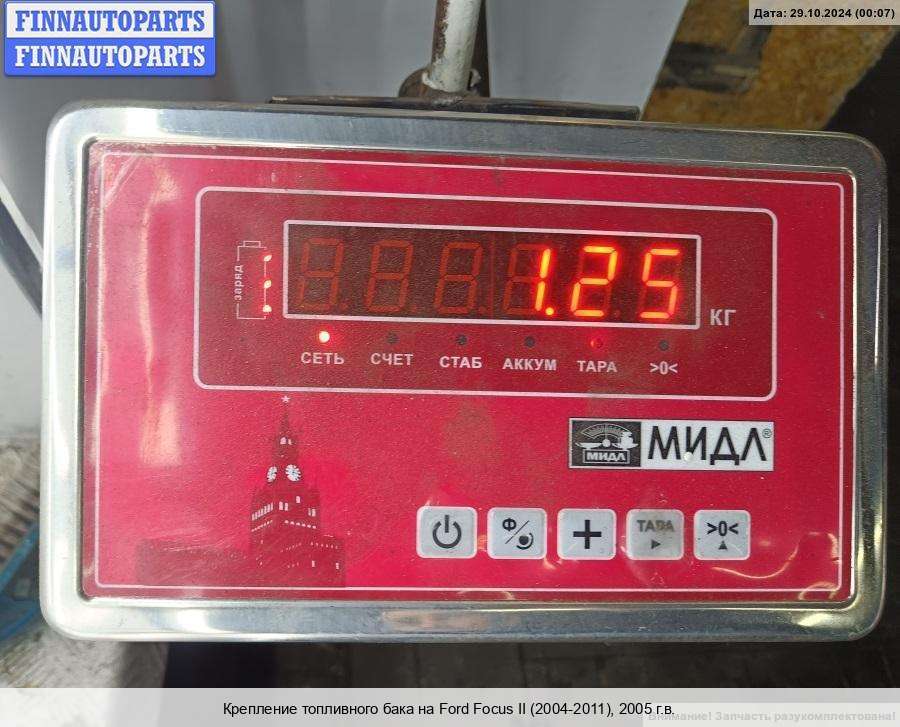 FINNAUTOPARTS
FINNAUTOPARTS
Дата: 29.10.2024 (00:07)
заряд
1.25
КГ
СЕТЬ СЧЕТ СТАБ АККУМ ТАРА >0<
МИДЛ
МИДЛ®
Ф/
ТАРА >0<
Крепление топливного бака на Ford Focus II (2004-2011), 2005 г.в.
Внимание! Запчасть разукомплектована!